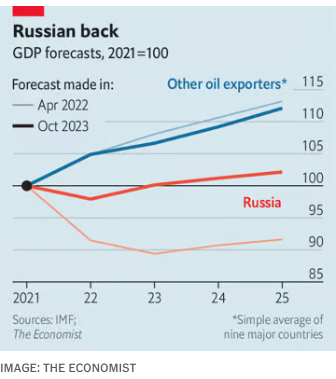 Russian back
GDP forecasts, 2021=100
Forecast made in:
Apr 2022
Oct 2023
Other oil exporters*
115
110
105
100
Russia
95
90
85
2021 22 23 24 25
Sources: IMF;
The Economist
*Simple average of
nine major countries
IMAGE: THE ECONOMIST